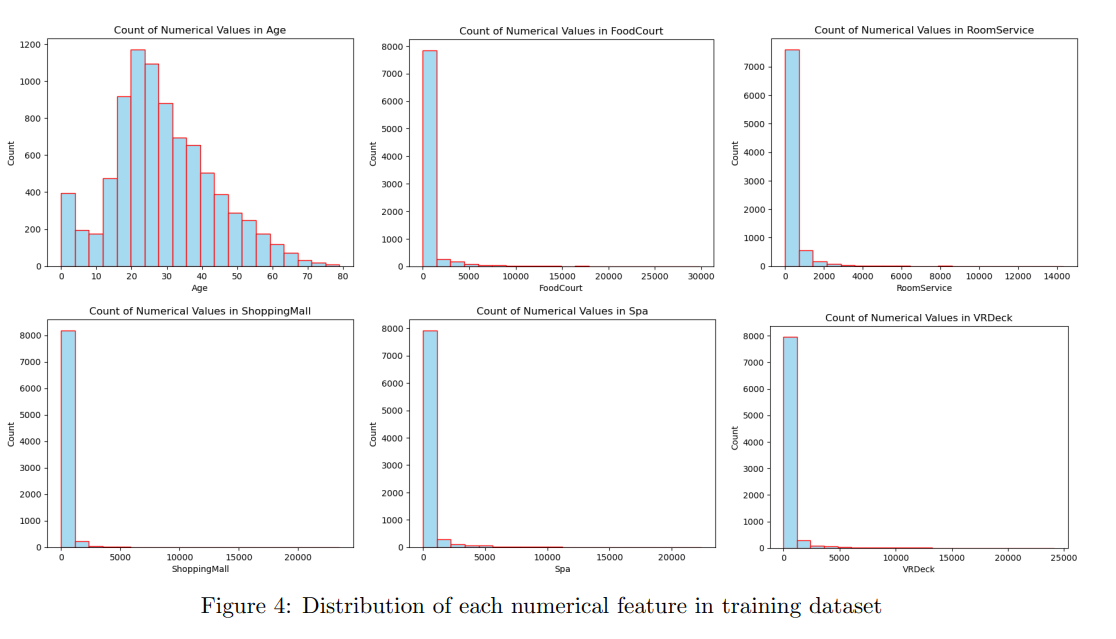 Count of Numerical Values in Age
Count
1200
1000
800
600
400
200
0
0 10 20 30 40 50 60 70 80
Age
Count of Numerical Values in FoodCourt
Count
8000
7000
6000
5000
4000
3000
2000
1000
0
0 5000 10000 15000 20000 25000 30000
FoodCourt
Count of Numerical Values in RoomService
Count
7000
6000
5000
4000
3000
2000
1000
0
0 2000 4000 6000 8000 10000 12000 14000
RoomService
Count of Numerical Values in ShoppingMall
Count
8000
7000
6000
5000
4000
3000
2000
1000
0
0 5000 10000 15000 20000
ShoppingMall
Count of Numerical Values in Spa
Count
8000
7000
6000
5000
4000
3000
2000
1000
0
0 5000 10000 15000 20000
Spa
Count of Numerical Values in VRDeck
Count
8000
7000
6000
5000
4000
3000
2000
1000
0
0 5000 10000 15000 20000 25000
VRDeck
Figure 4: Distribution of each numerical feature in training dataset